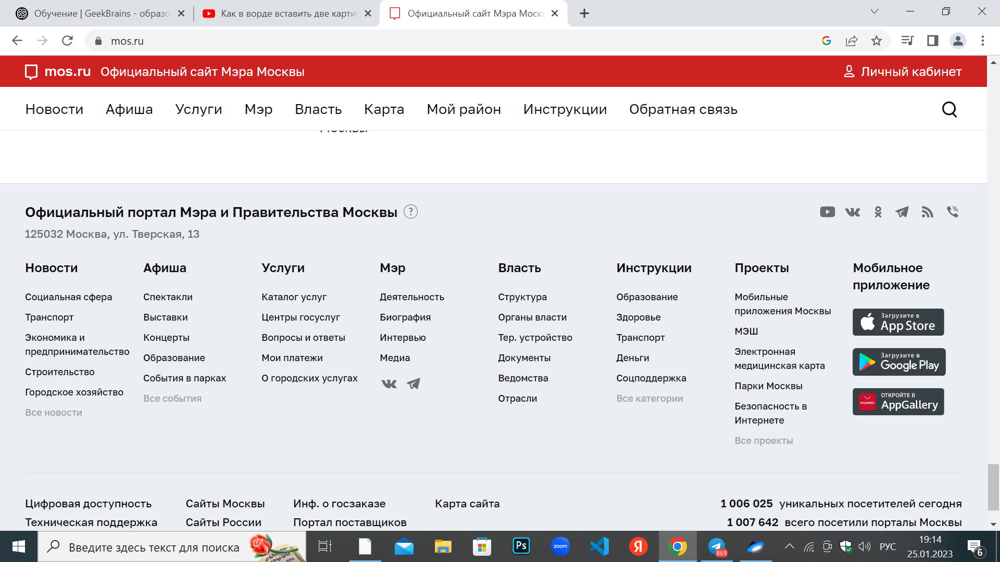 Обучение | GeekBrains - образо
Как в ворде вставить две карти
Официальный сайт Мэра Моск
mos.ru
mos.ru Официальный сайт Мэра Москвы
Личный кабинет
Новости Афиша Услуги Мэр Власть Карта Мой район Инструкции Обратная связь
Официальный портал Мэра и Правительства Москвы ?
125032 Москва, ул. Тверская, 13
Новости
Социальная сфера
Транспорт
Экономика и
предпринимательство
Строительство
Городское хозяйство
Все новости
Афиша
Спектакли
Выставки
Концерты
Образование
События в парках
Все события
Услуги
Каталог услуг
Центры госуслуг
Вопросы и ответы
Мои платежи
О городских услугах
Мэр
Деятельность
Биография
Интервью
Медиа
Власть
Структура
Органы власти
Тер. устройство
Документы
Ведомства
Отрасли
Инструкции
Образование
Здоровье
Транспорт
Деньги
Соцподдержка
Все категории
Проекты
Мобильные
приложения Москвы
МЭШ
Электронная
медицинская карта
Парки Москвы
Безопасность в
Интернете
Все проекты
Мобильное
приложение
Загрузите в
App Store
Загрузите в
Google Play
HUAWEI
ОТКРОЙТЕ В
AppGallery
Цифровая доступность
Техническая поддержка
Сайты Москвы
Сайты России
Инф. о госзаказе
Портал поставщиков
Карта сайта
1 006 025 уникальных посетителей сегодня
1 007 642 всего посетили порталы Москвы
Введите здесь текст для поиска
Ps
zoom
Я
869
РУС
19:14
25.01.2023
6